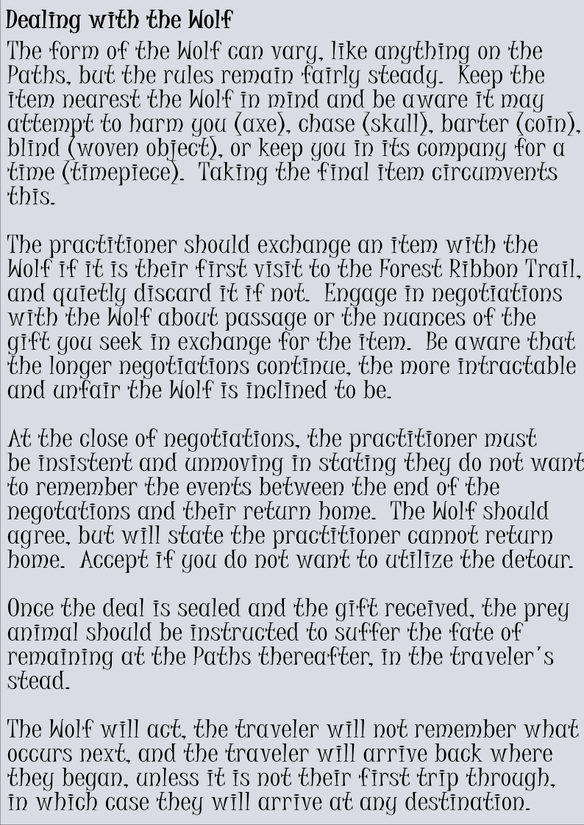 Dealing with the Wolf
The form of the Wolf can vary, like anything on the
Paths, but the rules remain fairly steady. Keep the
item nearest the Wolf in mind and be aware it may
attempt to harm you (axe), chase (skull), barter (coin),
blind (woven object), or keep you in its company for a
time (timepiece). Taking the final item circumvents
this.
The practitioner should exchange an item with the
Wolf if it is their first visit to the Forest Ribbon Trail,
and quietly discard it if not. Engage in negotiations
with the Wolf about passage or the nuances of the
gift you seek in exchange for the item. Be aware that
the longer negotiations continue, the more intractable
and unfair the Wolf is inclined to be.
At the close of negotiations, the practitioner must
be insistent and unmoving in stating they do not want
to remember the events between the end of the
negotations and their return home. The Wolf should
agree, but will state the practitioner cannot return
home. Accept if you do not want to utilize the detour.
Once the deal is sealed and the gift received, the prey
animal should be instructed to suffer the fate of
remaining at the Paths thereafter, in the traveler's
stead.
The Wolf will act, the traveler will not remember what
occurs next, and the traveler will arrive back where
they began, unless it is not their first trip through,
in which case they will arrive at any destination.